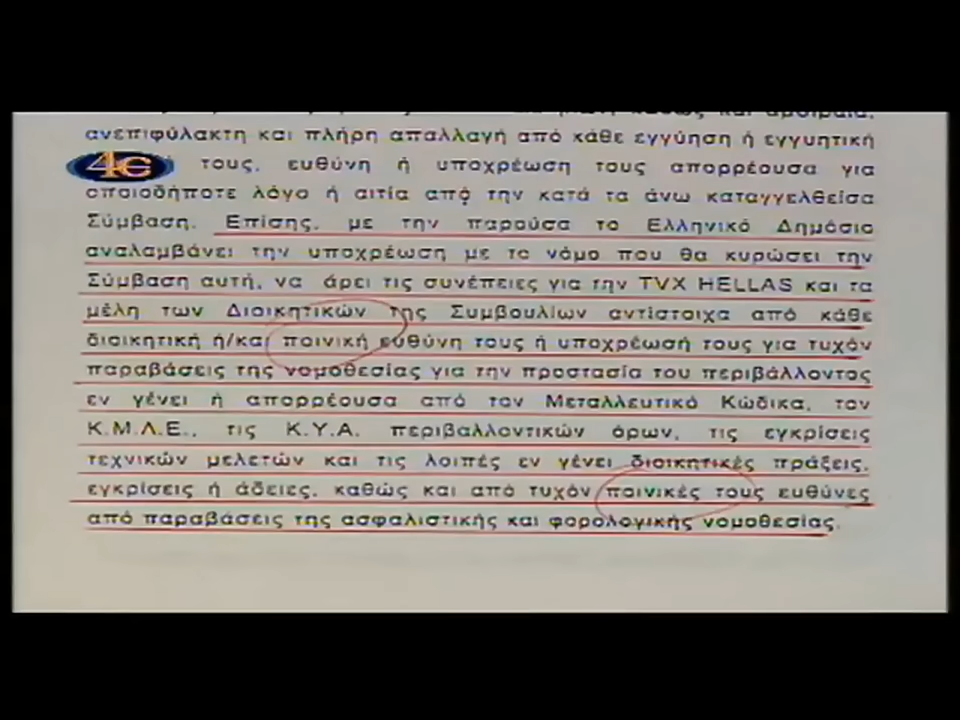 ανεπιφύλακτη και πλήρη απαλλαγή από κάθε εγγύηση ή εγγυητική
4ε τους, ευθύνη ή υποχρέωση τους απορρέουσα για
οποιοδήποτε λόγο ή αιτία από την κατά τα άνω καταγγελθείσα
Σύμβαση. Επίσης, με την παρούσα το Ελληνικό Δημόσιο
αναλαμβάνει την υποχρέωση με το νόμο που θα κυρώσει την
Σύμβαση αυτή, να άρει τις συνέπειες για την TVX HELLAS και τα
μέλη των Διοικητικών της Συμβουλίων αντίστοιχα από κάθε
διοικητική ή/και ποινική ευθύνη τους ή υποχρέωσή τους για τυχόν
παραβάσεις της νομοθεσίας για την προστασία του περιβάλλοντος
εν γένει ή απορρέουσα από τον Μεταλλευτικό Κώδικα, τον
Κ.Μ.Λ.Ε., τις Κ.Υ.Α. περιβαλλοντικών όρων, τις εγκρίσεις
τεχνικών μελετών και τις λοιπές εν γένει διοικητικές πράξεις,
εγκρίσεις ή άδειες, καθώς και από τυχόν ποινικές τους ευθύνες
από παραβάσεις της ασφαλιστικής και φορολογικής νομοθεσίας.